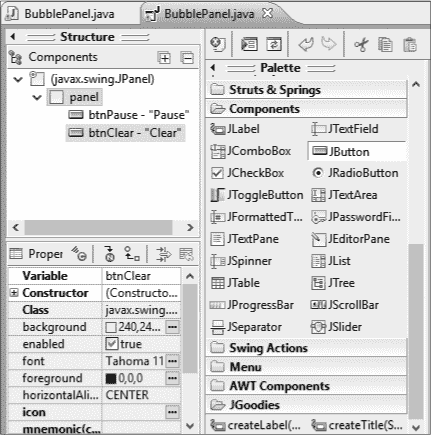 BubblePanel.java
BubblePanel.java
Structure
Components
(javax.swing.JPanel)
panel
btnPause - "Pause"
btnClear - "Clear"
Proper
Variable btnClear
Constructor (Constructo...
Class javax.swing....
background 240,24...
enabled true
font Tahoma 11
foreground 0,0,0
horizontalAli... CENTER
icon
mnemonic(c...
Palette
Struts & Springs
Components
JLabel JTextField
JComboBox JButton
JCheckBox JRadioButton
JToggleButton JTextArea
JFormattedT... JPasswordFi...
JTextPane JEditorPane
JSpinner JList
JTable JTree
JProgressBar JScrollBar
JSeparator JSlider
Swing Actions
Menu
AWT Components
JGoodies
createLabel(... createTitle(S...